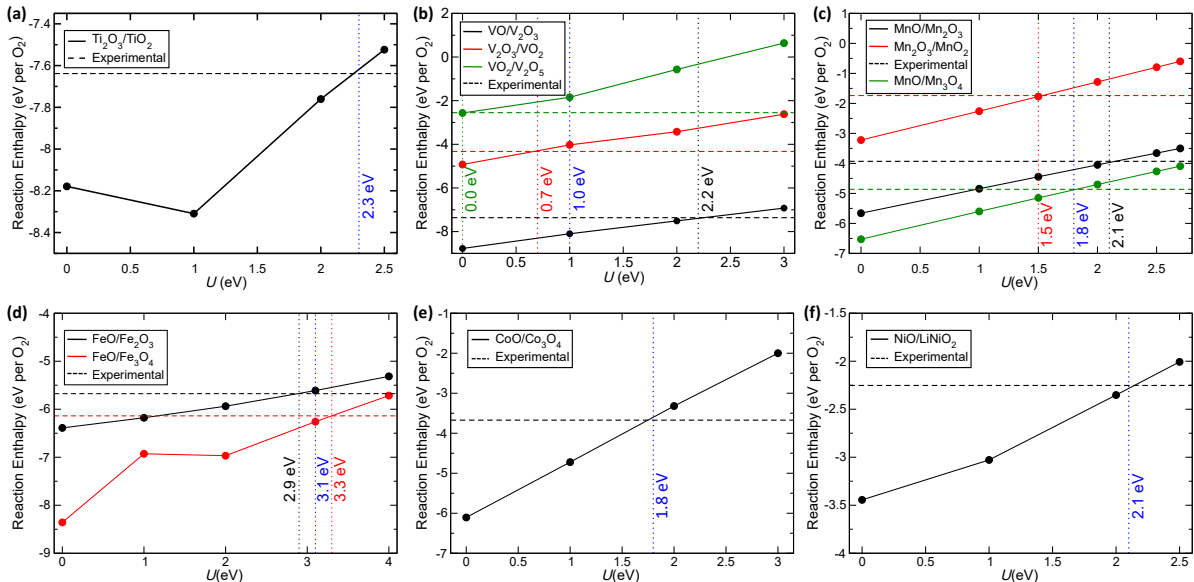 (a)
Ti₂O₃/TiO₂
Experimental
Reaction Enthalpy (eV per O₂)
-7.4
-7.6
-7.8
-8
-8.2
-8.4
2.3 eV
0
0.5
1
1.5
2
2.5
U (eV)
(b)
VO/V₂O₃
V₂O₃/VO₂
VO₂/V₂O₅
Experimental
Reaction Enthalpy (eV per O₂)
2
0
-2
-4
-6
-8
0.0 eV
0.7 eV
1.0 eV
2.2 eV
0
1
2
3
U (eV)
(c)
MnO/Mn₂O₃
Mn₂O₃/MnO₂
Experimental
MnO/Mn₃O₄
Reaction Enthalpy (eV per O₂)
1
0
-1
-2
-3
-4
-5
-6
-7
1.5 eV
1.8 eV
2.1 eV
0
0.5
1
1.5
2
2.5
U(eV)
(d)
FeO/Fe₂O₃
FeO/Fe₃O₄
Experimental
Reaction Enthalpy (eV per O₂)
-4
-5
-6
-7
-8
-9
2.9 eV
3.1 eV
3.3 eV
0
1
2
3
4
U(eV)
(e)
CoO/Co₃O₄
Experimental
Reaction Enthalpy (eV per O₂)
-1
-2
-3
-4
-5
-6
-7
1.8 eV
0
0.5
1
1.5
2
2.5
3
U(eV)
(f)
NiO/LiNiO₂
Experimental
Reaction Enthalpy (eV per O₂)
-1.5
-2
-2.5
-3
-3.5
-4
2.1 eV
0
0.5
1
1.5
2
2.5
U(eV)